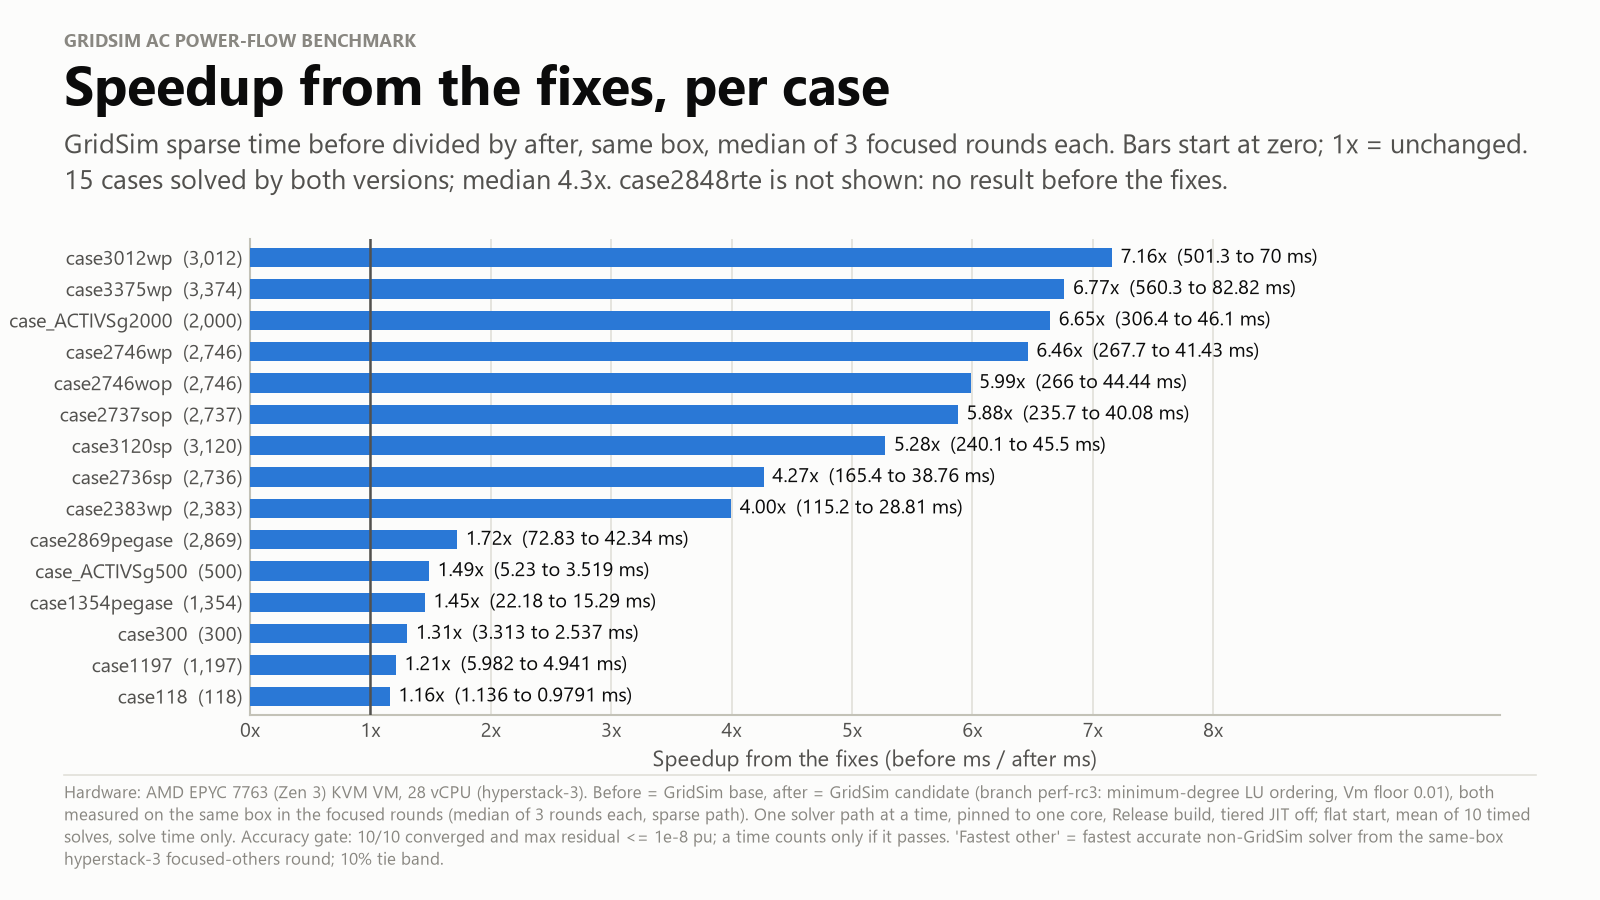 GRIDSIM AC POWER-FLOW BENCHMARK
Speedup from the fixes, per case
GridSim sparse time before divided by after, same box, median of 3 focused rounds each. Bars start at zero; 1x = unchanged.
15 cases solved by both versions; median 4.3x. case2848rte is not shown: no result before the fixes.
case3012wp (3,012) 7.16x (501.3 to 70 ms)
case3375wp (3,374) 6.77x (560.3 to 82.82 ms)
case_ACTIVSg2000 (2,000) 6.65x (306.4 to 46.1 ms)
case2746wp (2,746) 6.46x (267.7 to 41.43 ms)
case2746wop (2,746) 5.99x (266 to 44.44 ms)
case2737sop (2,737) 5.88x (235.7 to 40.08 ms)
case3120sp (3,120) 5.28x (240.1 to 45.5 ms)
case2736sp (2,736) 4.27x (165.4 to 38.76 ms)
case2383wp (2,383) 4.00x (115.2 to 28.81 ms)
case2869pegase (2,869) 1.72x (72.83 to 42.34 ms)
case_ACTIVSg500 (500) 1.49x (5.23 to 3.519 ms)
case1354pegase (1,354) 1.45x (22.18 to 15.29 ms)
case300 (300) 1.31x (3.313 to 2.537 ms)
case1197 (1,197) 1.21x (5.982 to 4.941 ms)
case118 (118) 1.16x (1.136 to 0.9791 ms)
0x 1x 2x 3x 4x 5x 6x 7x 8x
Speedup from the fixes (before ms / after ms)
Hardware: AMD EPYC 7763 (Zen 3) KVM VM, 28 vCPU (hyperstack-3). Before = GridSim base, after = GridSim candidate (branch perf-rc3: minimum-degree LU ordering, Vm floor 0.01), both
measured on the same box in the focused rounds (median of 3 rounds each, sparse path). One solver path at a time, pinned to one core, Release build, tiered JIT off; flat start, mean of 10 timed
solves, solve time only. Accuracy gate: 10/10 converged and max residual <= 1e-8 pu; a time counts only if it passes. 'Fastest other' = fastest accurate non-GridSim solver from the same-box
hyperstack-3 focused-others round; 10% tie band.